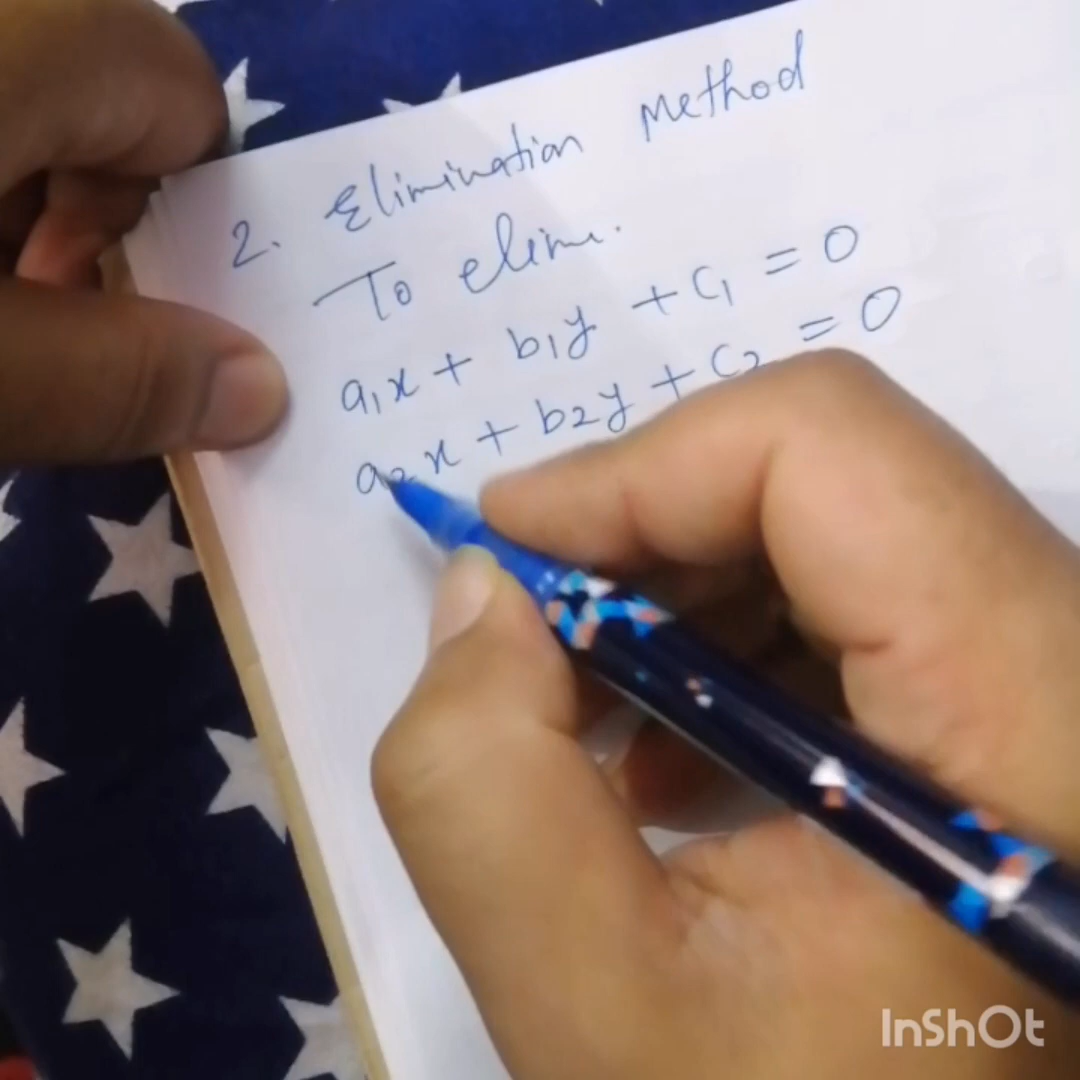 2. Elimination Method
To elim.
a₁x + b₁y + c₁ = 0
a₂x + b₂y + c₂ = 0
InShOt